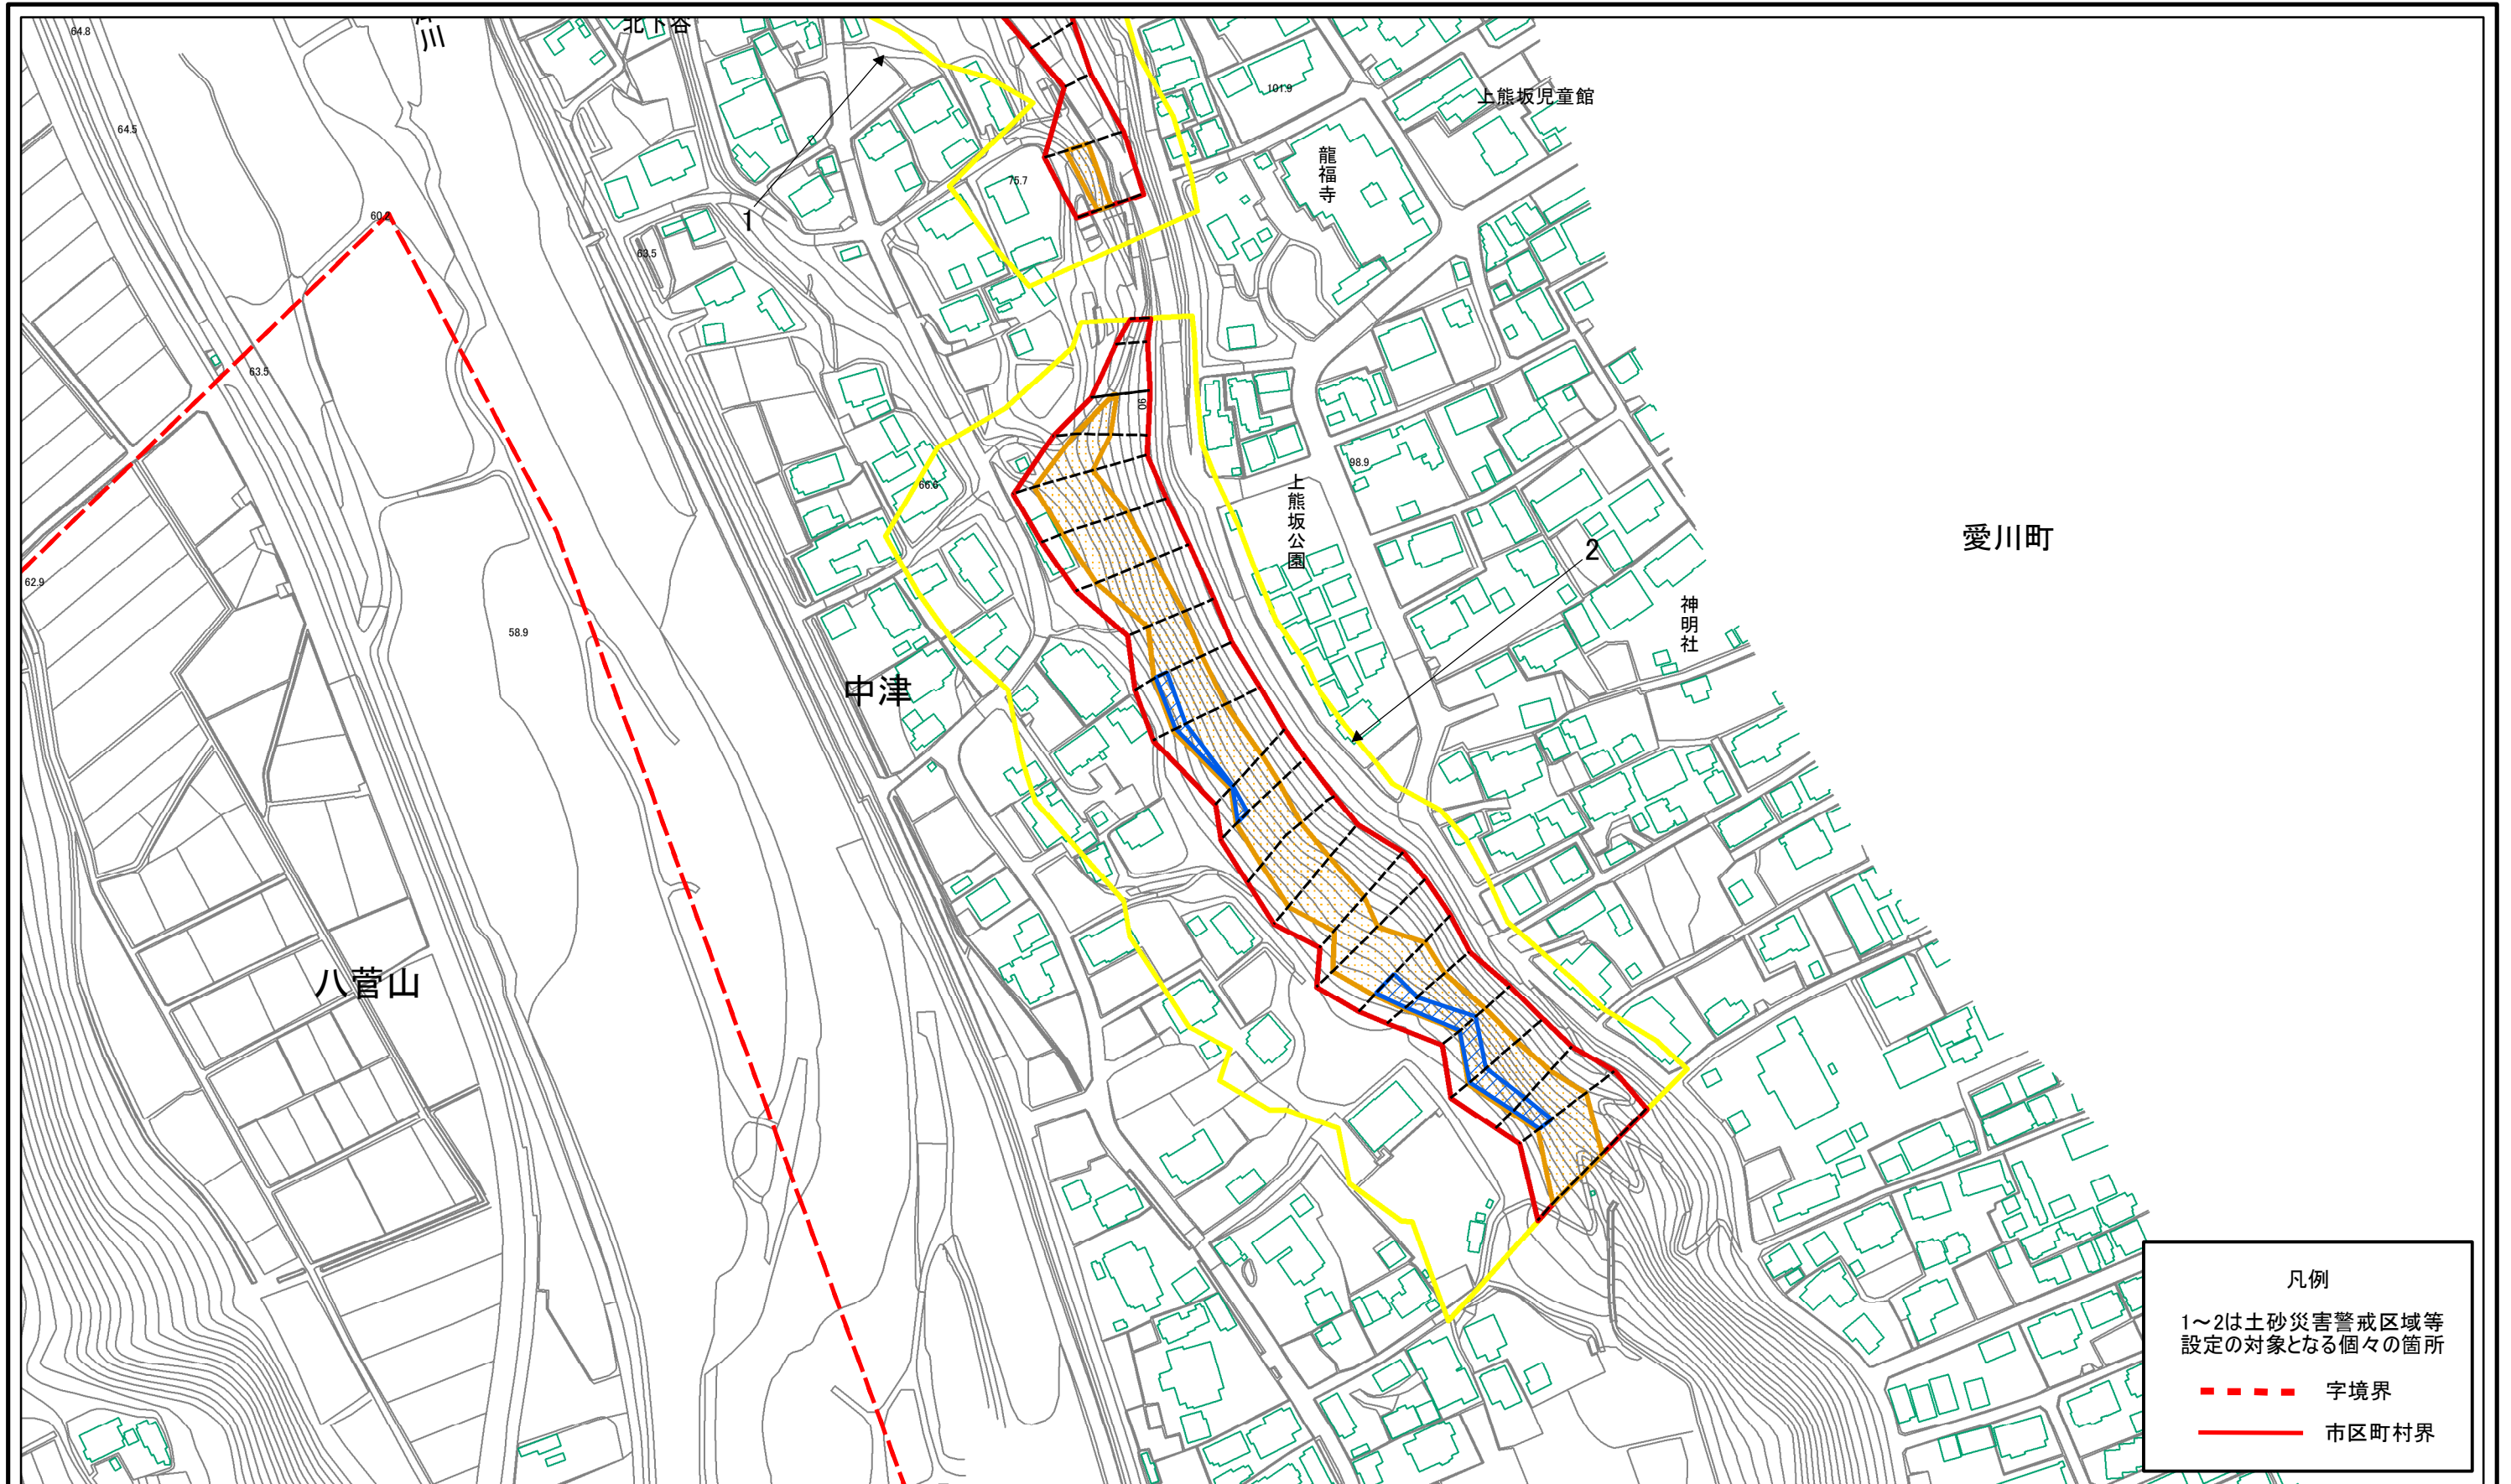 64.8
川
北下谷
64.5
101.9
上熊坂児童館
龍福寺
75.7
1
60.2
63.5
63.5
90
98.9
66.6
上熊坂公園
2
愛川町
62.9
58.9
神明社
中津
八菅山
凡例
1～2は土砂災害警戒区域等
設定の対象となる個々の箇所
字境界
市区町村界